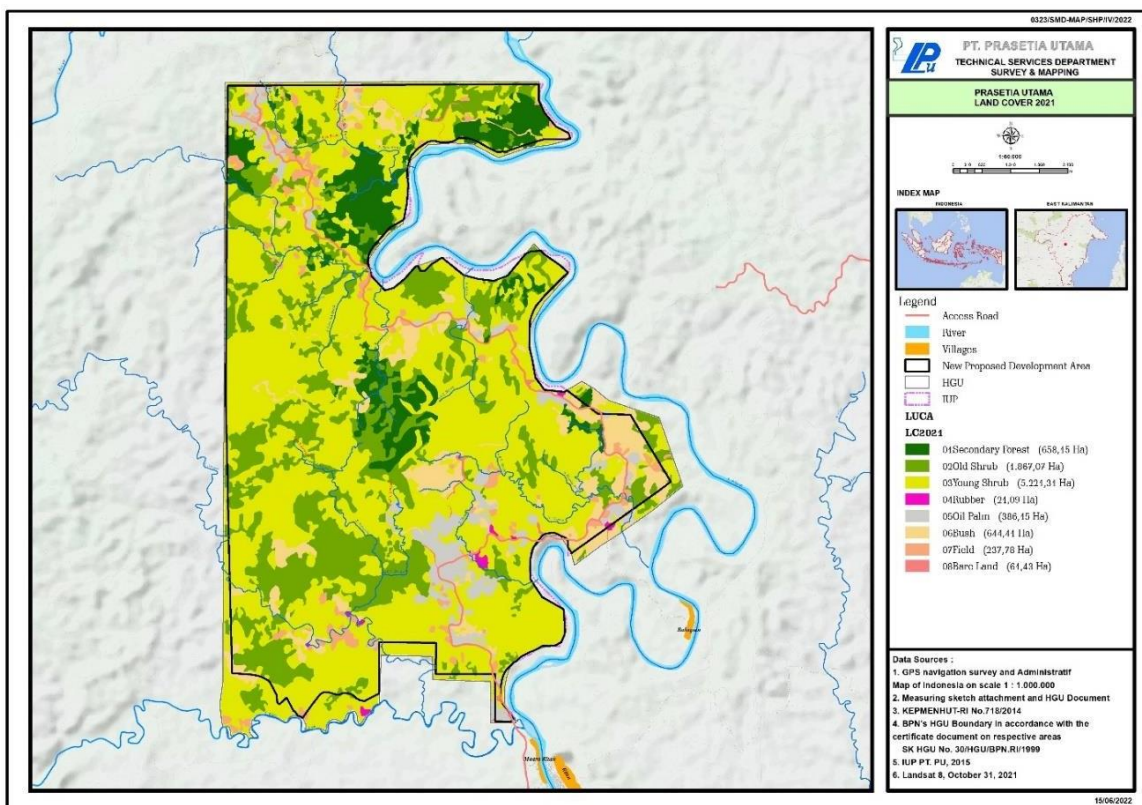 0323/SMD-MAP/SHP/IV/2022
LPu
PT. PRASETIA UTAMA
TECHNICAL SERVICES DEPARTMENT
SURVEY & MAPPING
PRASETIA UTAMA
LAND COVER 2021
1:60.000
INDEX MAP
INDONESIA
EAST KALIMANTAN
Legend
Access Road
River
Villages
New Proposed Development Area
HGU
IUP
LUCA
LC2021
01Secondary Forest (658,15 Ha)
02Old Shrub (1.867,07 Ha)
03Young Shrub (5.221,31 Ha)
04Rubber (21,09 Ha)
05Oil Palm (386,15 Ha)
06Bush (644,41 Ha)
07Field (237,78 Ha)
08Bare Land (61,43 Ha)
Data Sources :
1. GPS navigation survey and Administratif
Map of Indonesia on scale 1 : 1.000.000
2. Measuring sketch attachment and HGU Document
3. KEPMENHUT-RI No.718/2014
4. BPN's HGU Boundary in accordance with the
certificate document on respective areas
SK HGU No. 30/HGU/BPN.RI/1999
5. IUP PT. PU, 2015
6. Landsat 8, October 31, 2021
15/06/2022